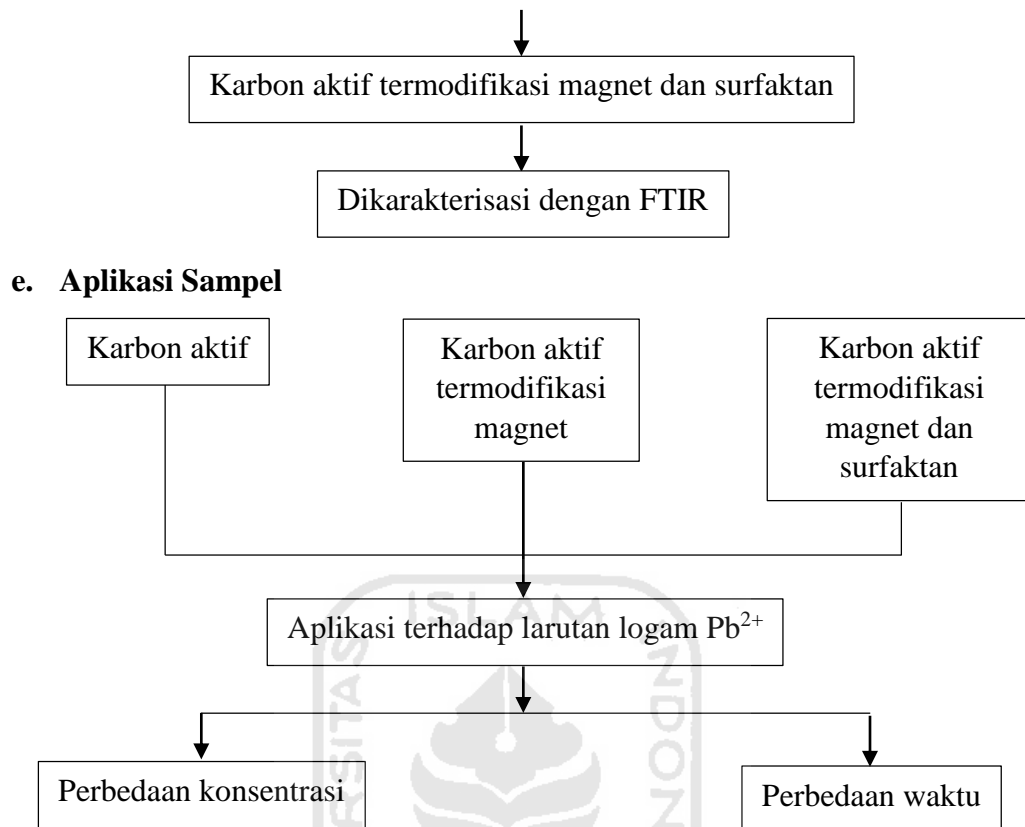 Karbon aktif termodifikasi magnet dan surfaktan
Dikarakterisasi dengan FTIR
e. Aplikasi Sampel
Karbon aktif
Karbon aktif
termodifikasi
magnet
Karbon aktif
termodifikasi
magnet dan
surfaktan
Aplikasi terhadap larutan logam Pb²⁺
Perbedaan konsentrasi
Perbedaan waktu
ISLAM